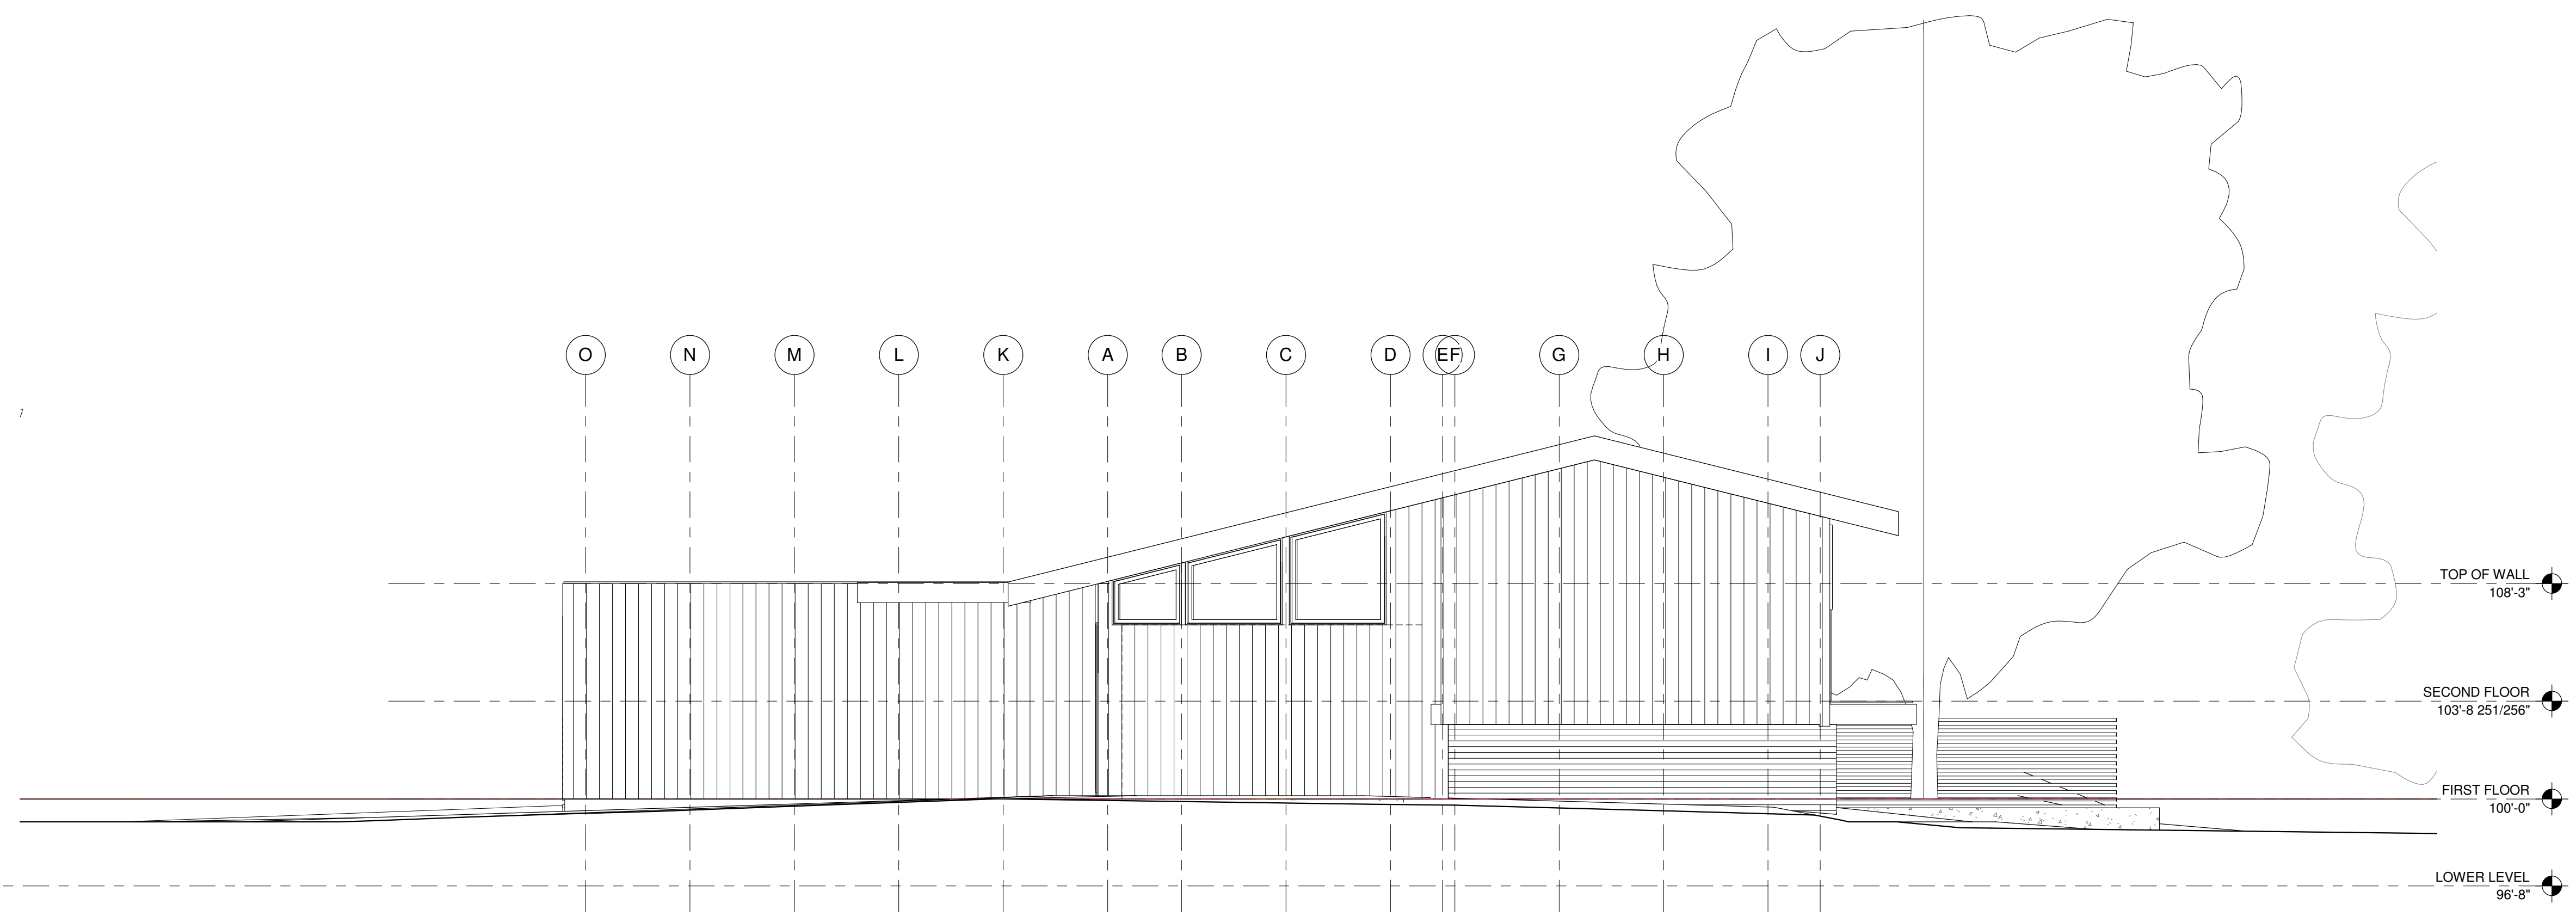 O N M L K A B C D E F G H I J
TOP OF WALL
108'-3"
SECOND FLOOR
103'-8 251/256"
FIRST FLOOR
100'-0"
LOWER LEVEL
96'-8"